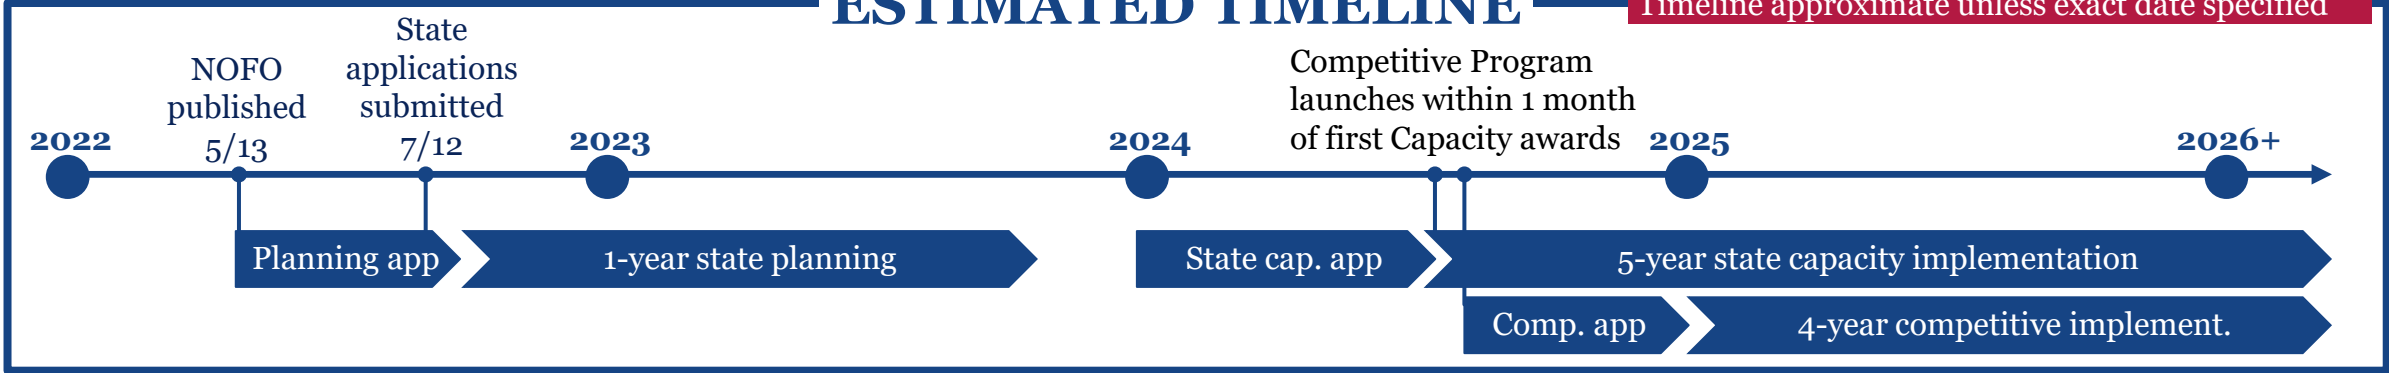 ESTIMATED TIMELINE
Timeline approximate unless exact date specified
State
applications
submitted
7/12
NOFO
published
5/13
Competitive Program
launches within 1 month
of first Capacity awards
2022
2023
2024
2025
2026+
Planning app
1-year state planning
State cap. app
5-year state capacity implementation
Comp. app
4-year competitive implement.